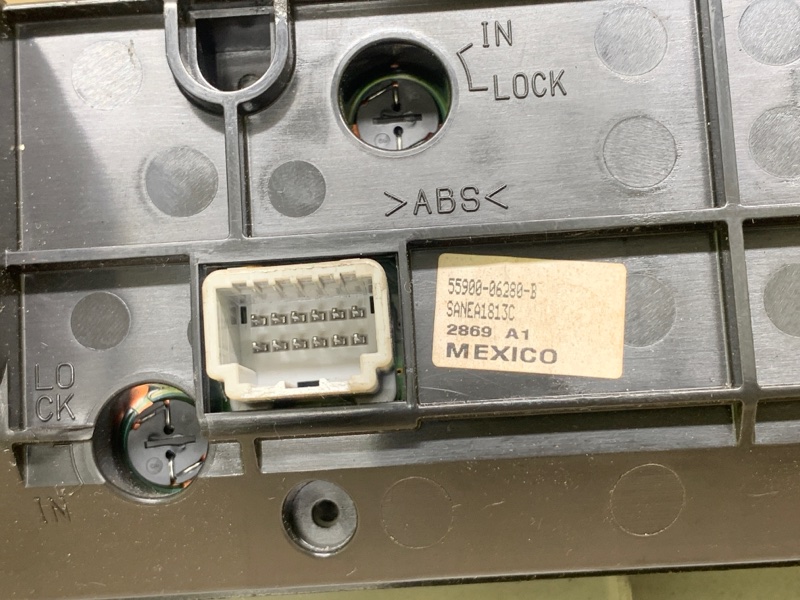 IN
LOCK
>ABS<
55900-06280-B
SANEA1813C
2869 A1
MEXICO
LO
CK
IN